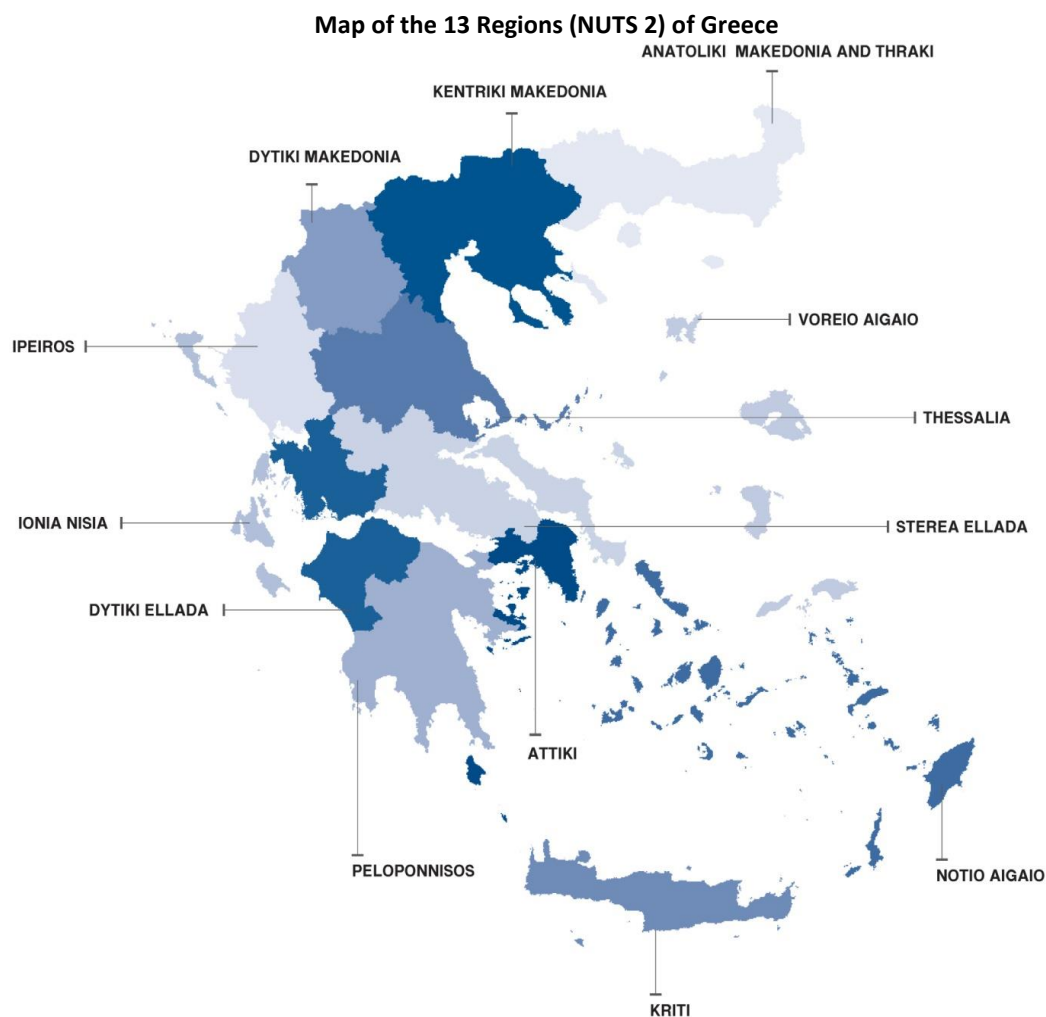 Map of the 13 Regions (NUTS 2) of Greece
ANATOLIKI MAKEDONIA AND THRAKI
KENTRIKI MAKEDONIA
DYTIKI MAKEDONIA
VOREIO AIGAIO
IPEIROS
THESSALIA
IONIA NISIA
STEREA ELLADA
DYTIKI ELLADA
ATTIKI
PELOPONNISOS
NOTIO AIGAIO
KRITI